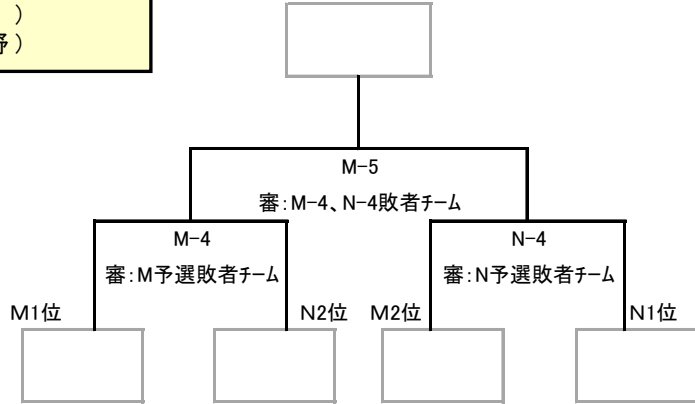 )
野)
M-5
審:M-4、N-4敗者チーム
M-4
N-4
審:M予選敗者チーム
審:N予選敗者チーム
M1位
N2位
M2位
N1位